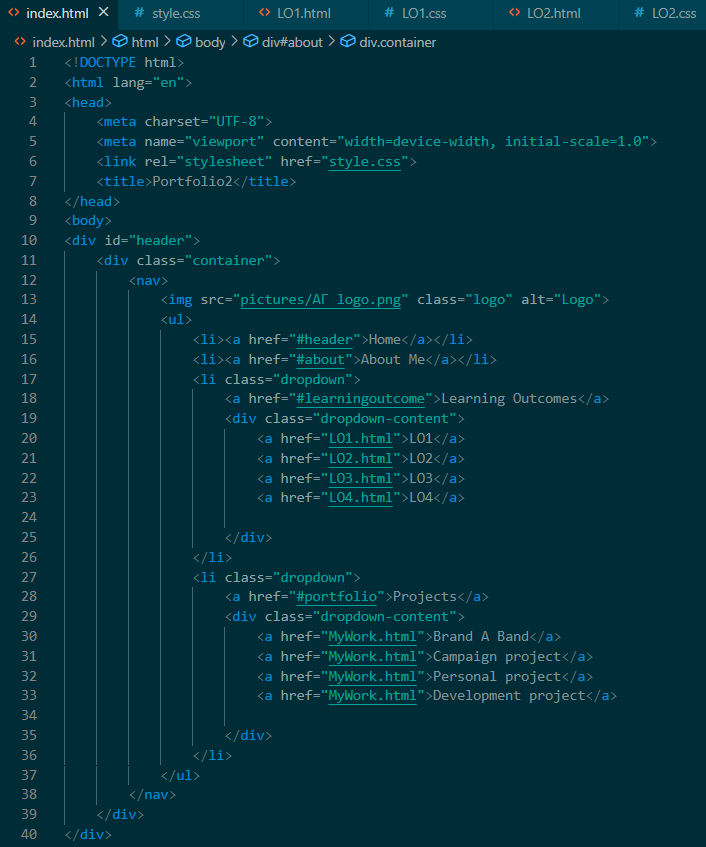 index.html style.css LO1.html LO1.css LO2.html LO2.css
index.html > html > body > div#about > div.container
1 <!DOCTYPE html>
2 <html lang="en">
3 <head>
4 <meta charset="UTF-8">
5 <meta name="viewport" content="width=device-width, initial-scale=1.0">
6 <link rel="stylesheet" href="style.css">
7 <title>Portfolio2</title>
8 </head>
9 <body>
10 <div id="header">
11 <div class="container">
12 <nav>
13 <img src="pictures/AГ logo.png" class="logo" alt="Logo">
14 <ul>
15 <li><a href="#header">Home</a></li>
16 <li><a href="#about">About Me</a></li>
17 <li class="dropdown">
18 <a href="#learningoutcome">Learning Outcomes</a>
19 <div class="dropdown-content">
20 <a href="LO1.html">LO1</a>
21 <a href="LO2.html">LO2</a>
22 <a href="LO3.html">LO3</a>
23 <a href="LO4.html">LO4</a>
24
25 </div>
26 </li>
27 <li class="dropdown">
28 <a href="#portfolio">Projects</a>
29 <div class="dropdown-content">
30 <a href="MyWork.html">Brand A Band</a>
31 <a href="MyWork.html">Campaign project</a>
32 <a href="MyWork.html">Personal project</a>
33 <a href="MyWork.html">Development project</a>
34
35 </div>
36 </li>
37 </ul>
38 </nav>
39 </div>
40 </div>